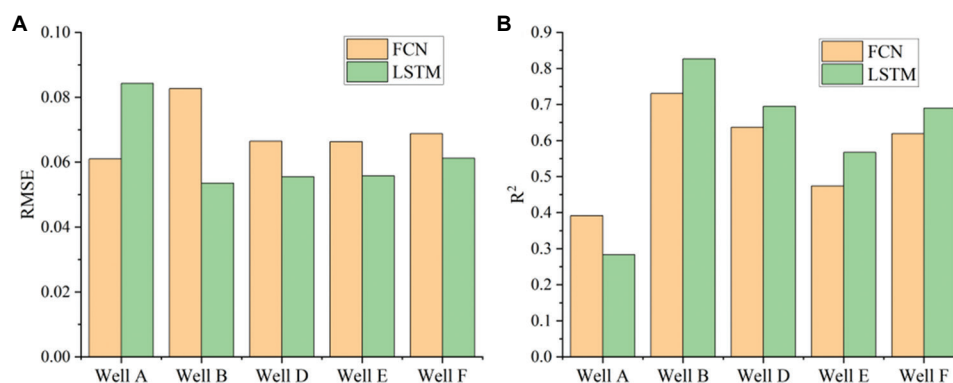 A
RMSE
0.10
0.08
0.06
0.04
0.02
0.00
FCN
LSTM
Well A Well B Well D Well E Well F
B
R²
0.9
0.8
0.7
0.6
0.5
0.4
0.3
0.2
0.1
0.0
FCN
LSTM
Well A Well B Well D Well E Well F